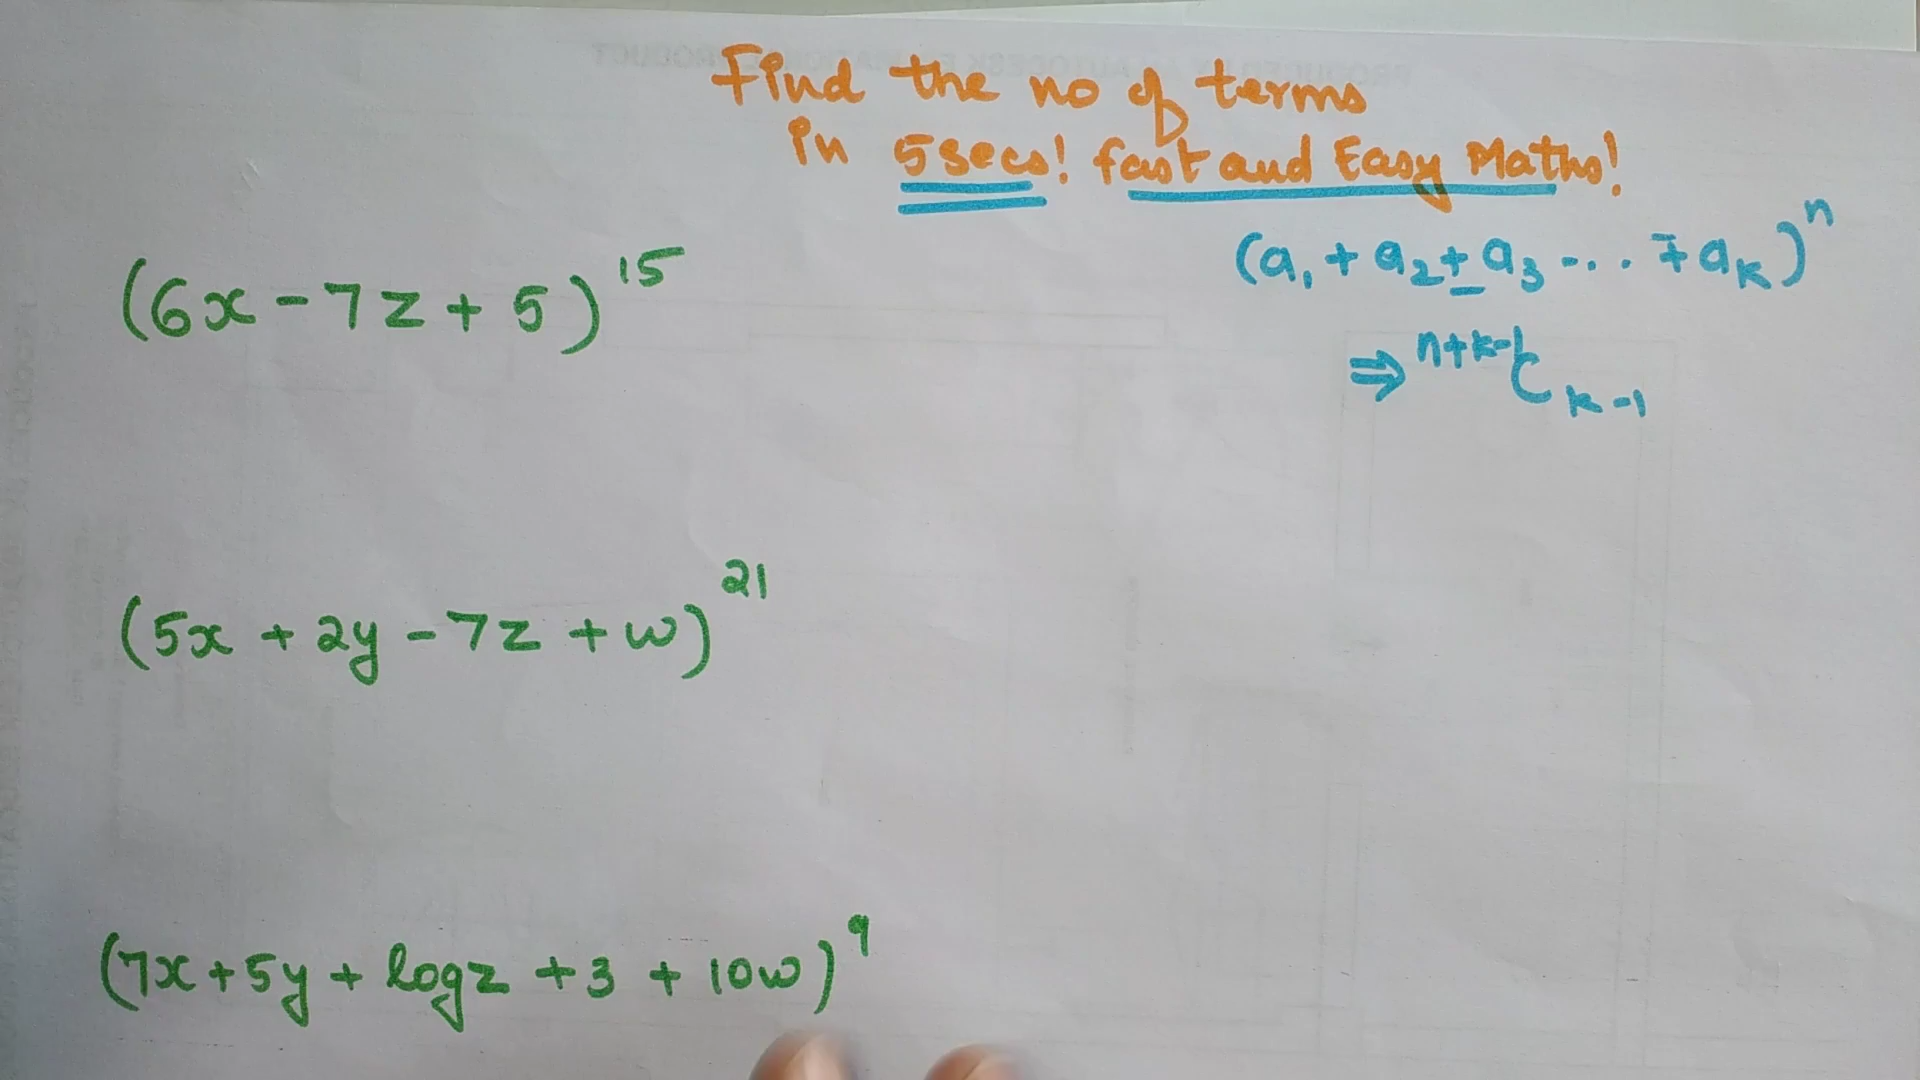 Find the no of terms
in 5secs! fast and Easy Maths!
(a₁ + a₂ ± a₃ -... ∓ aₖ)ⁿ
(6x - 7z + 5)¹⁵
⇒ ⁿ⁺ᵏ⁻¹Cₖ₋₁
(5x + 2y - 7z + w)²¹
(7x + 5y + logz + 3 + 10w)⁹